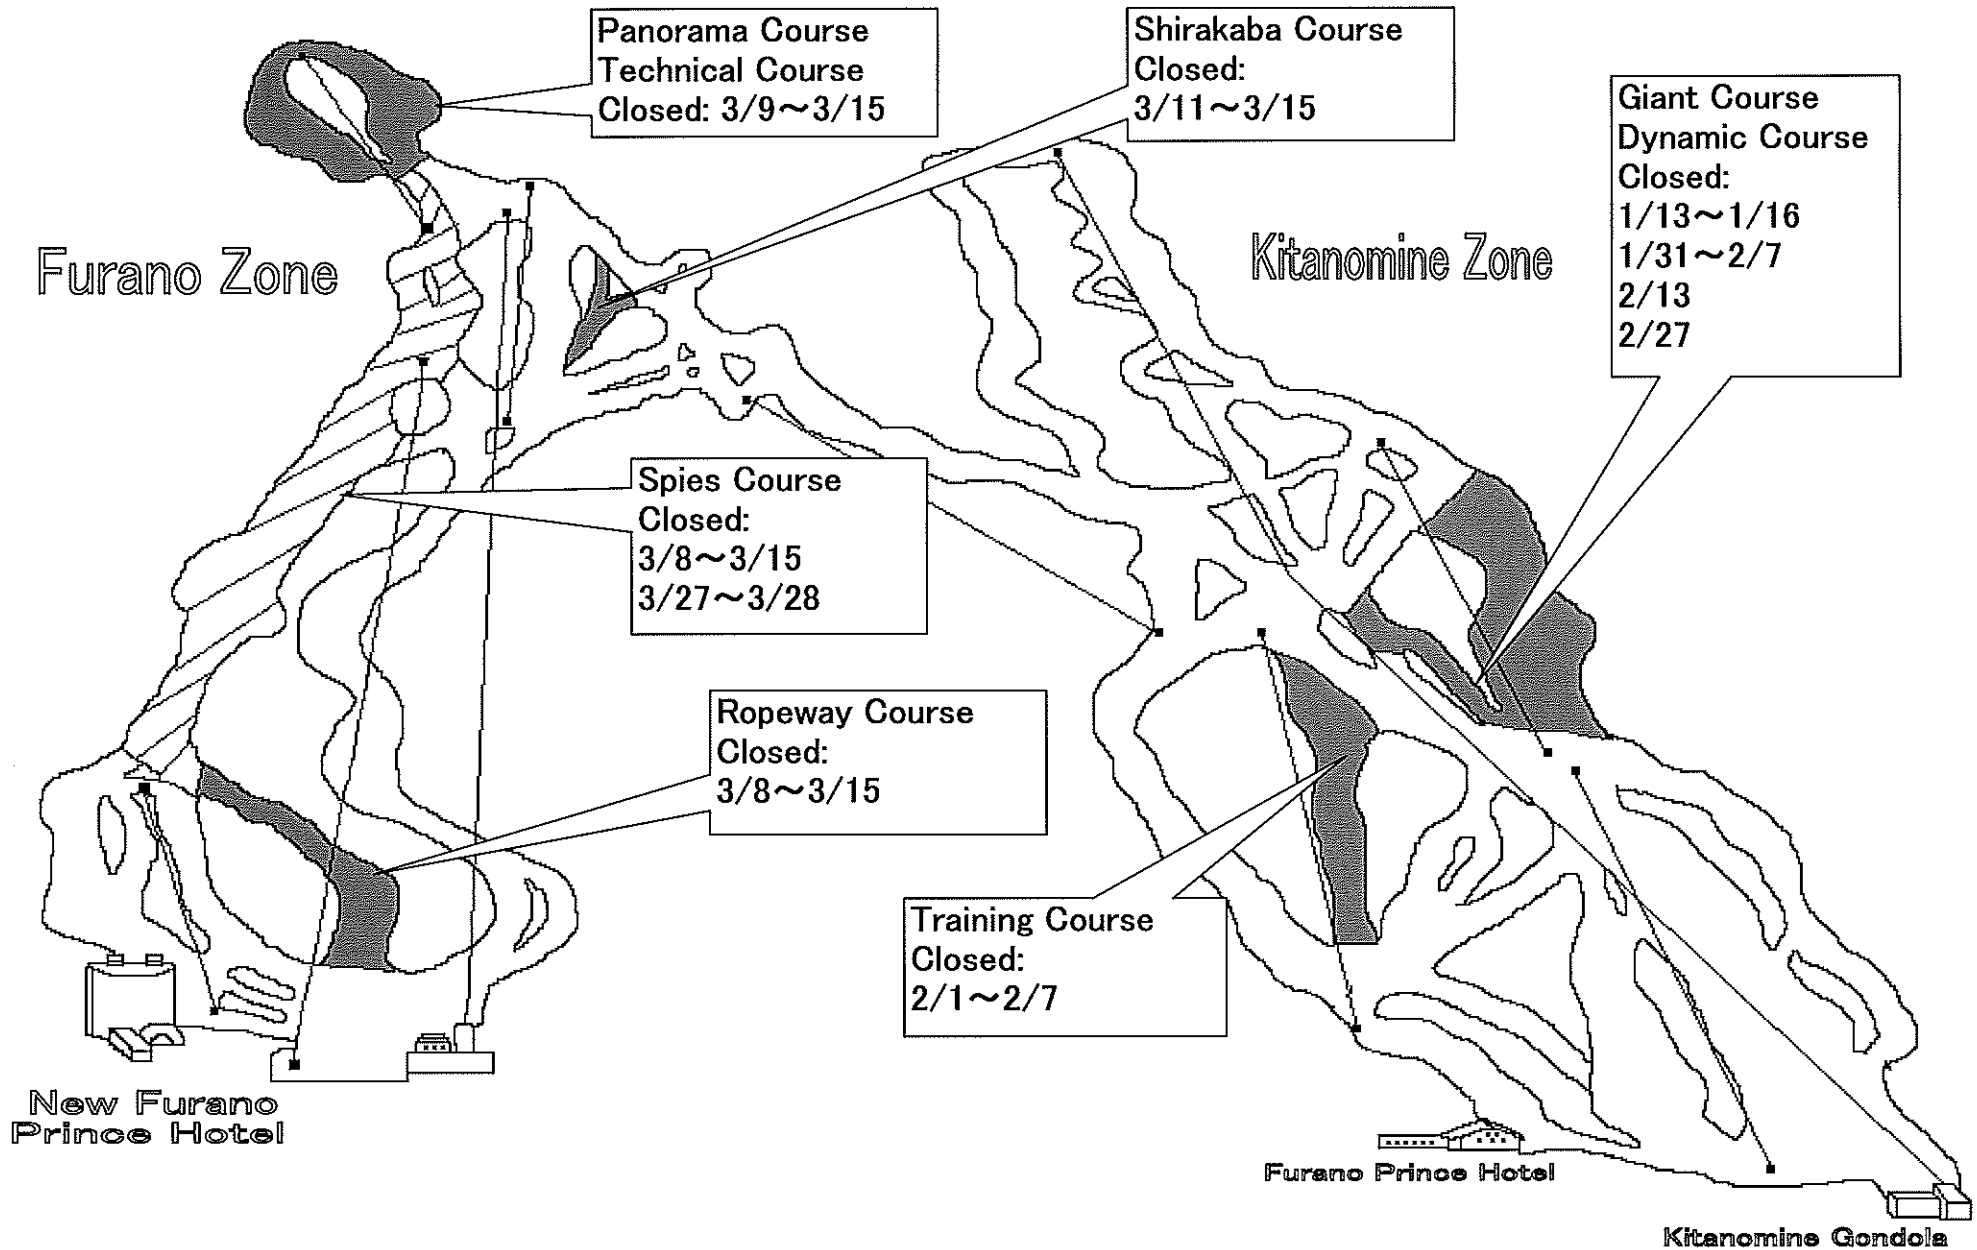 Panorama Course
Technical Course
Closed: 3/9～3/15
Shirakaba Course
Closed:
3/11～3/15
Giant Course
Dynamic Course
Closed:
1/13～1/16
1/31～2/7
2/13
2/27
Furano Zone
Kitanomine Zone
Spies Course
Closed:
3/8～3/15
3/27～3/28
Ropeway Course
Closed:
3/8～3/15
Training Course
Closed:
2/1～2/7
New Furano
Prince Hotel
Furano Prince Hotel
Kitanomine Gondola